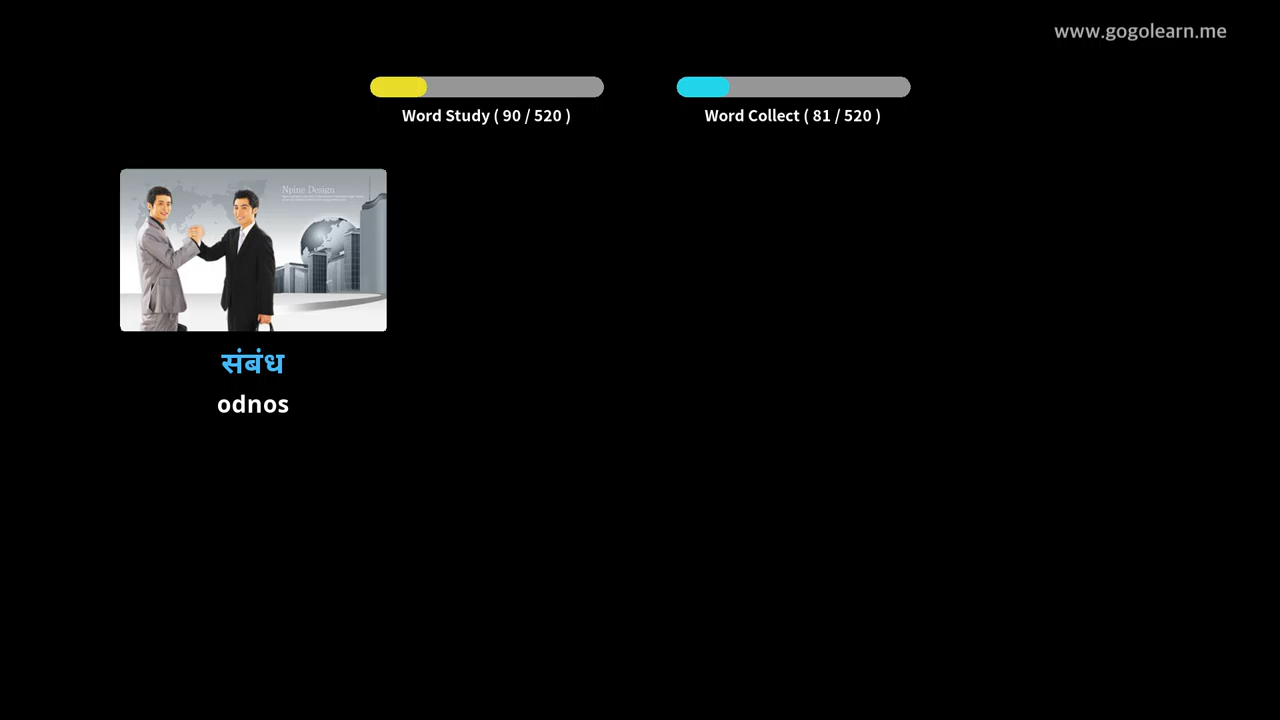 www.gogolearn.me
Word Study ( 90 / 520 )
Word Collect ( 81 / 520 )
Npine Design
संबंध
odnos